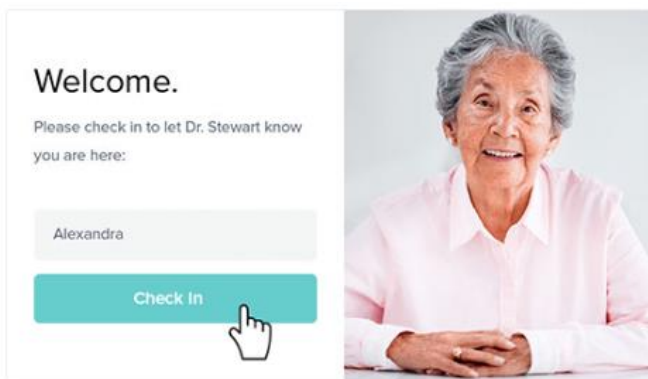 Welcome.
Please check in to let Dr. Stewart know
you are here:
Alexandra
Check In